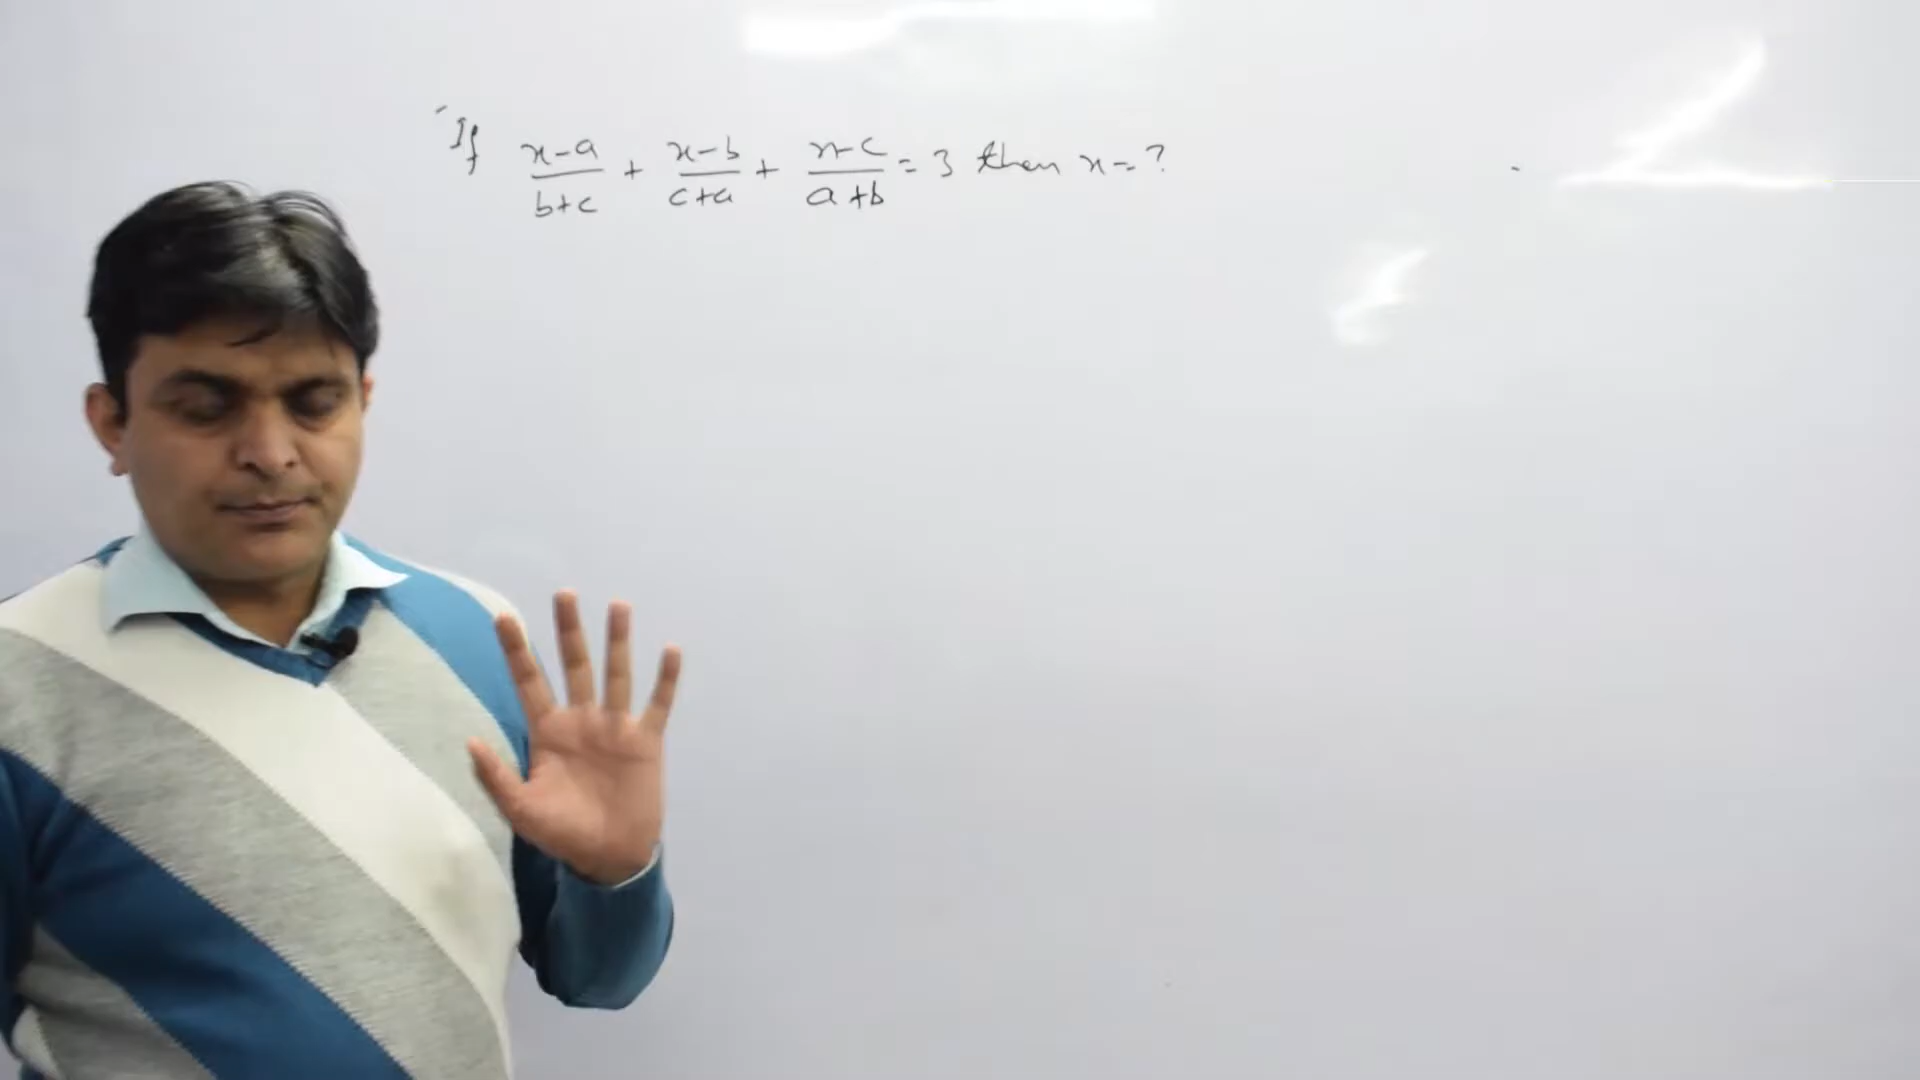 If (x-a)/(b+c) + (x-b)/(c+a) + (x-c)/(a+b) = 3 then x = ?